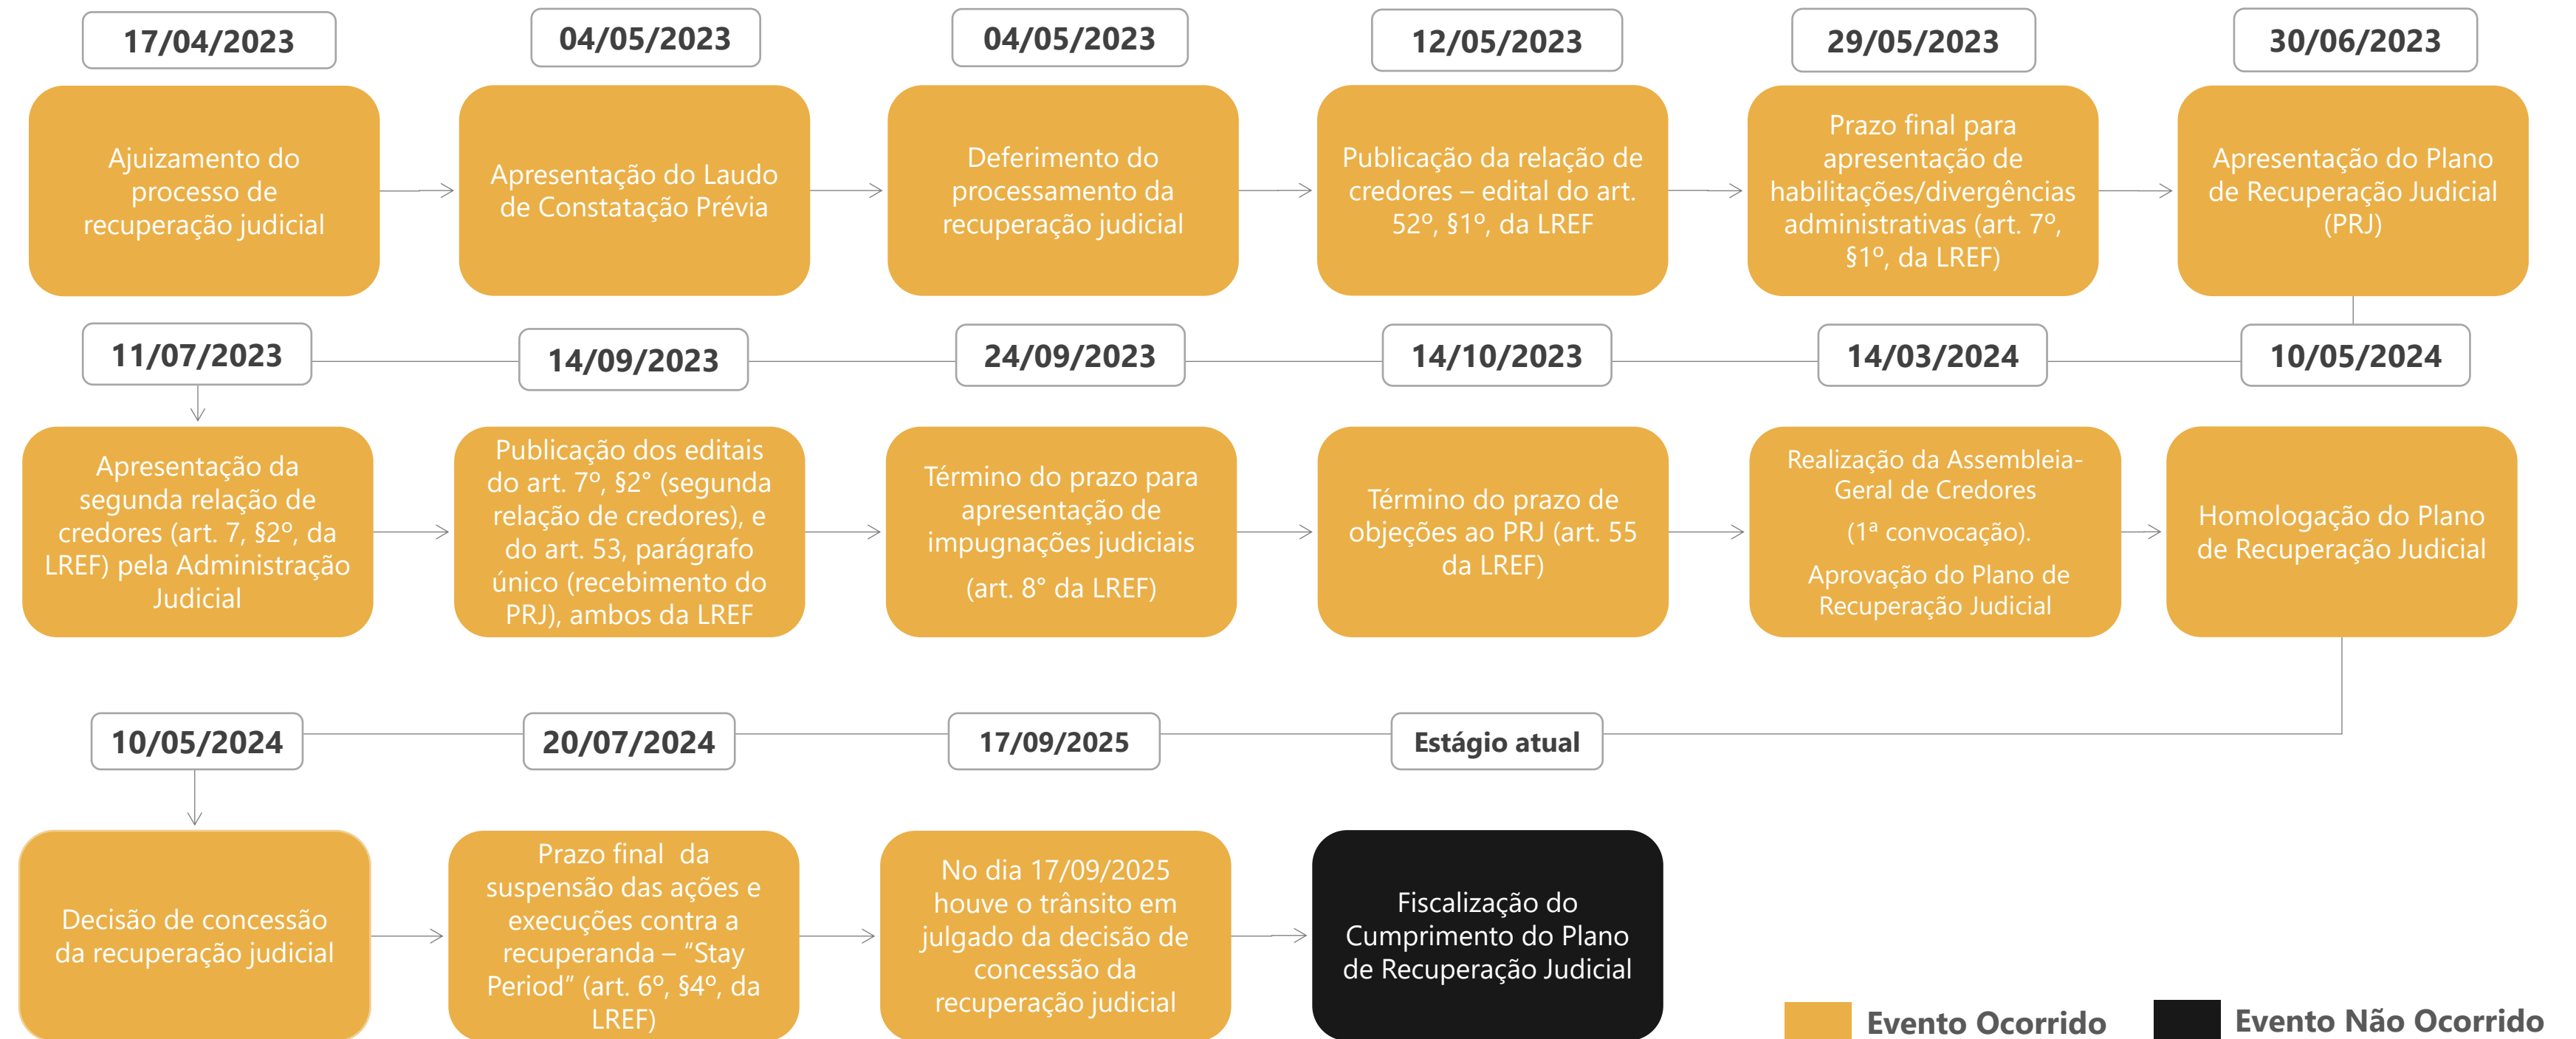 17/04/2023
Ajuizamento do
processo de
recuperação judicial
04/05/2023
Apresentação do Laudo
de Constatação Prévia
04/05/2023
Deferimento do
processamento da
recuperação judicial
12/05/2023
Publicação da relação de
credores – edital do art.
52º, §1º, da LREF
29/05/2023
Prazo final para
apresentação de
habilitações/divergências
administrativas (art. 7º,
§1º, da LREF)
30/06/2023
Apresentação do Plano
de Recuperação Judicial
(PRJ)
11/07/2023
Apresentação da
segunda relação de
credores (art. 7, §2º, da
LREF) pela Administração
Judicial
14/09/2023
Publicação dos editais
do art. 7º, §2° (segunda
relação de credores), e
do art. 53, parágrafo
único (recebimento do
PRJ), ambos da LREF
24/09/2023
Término do prazo para
apresentação de
impugnações judiciais
(art. 8° da LREF)
14/10/2023
Término do prazo de
objeções ao PRJ (art. 55
da LREF)
14/03/2024
Realização da Assembleia-
Geral de Credores
(1ª convocação).
Aprovação do Plano de
Recuperação Judicial
10/05/2024
Homologação do Plano
de Recuperação Judicial
10/05/2024
Decisão de concessão
da recuperação judicial
20/07/2024
Prazo final da
suspensão das ações e
execuções contra a
recuperanda – “Stay
Period” (art. 6º, §4º, da
LREF)
17/09/2025
No dia 17/09/2025
houve o trânsito em
julgado da decisão de
concessão da
recuperação judicial
Estágio atual
Fiscalização do
Cumprimento do Plano
de Recuperação Judicial
Evento Ocorrido
Evento Não Ocorrido